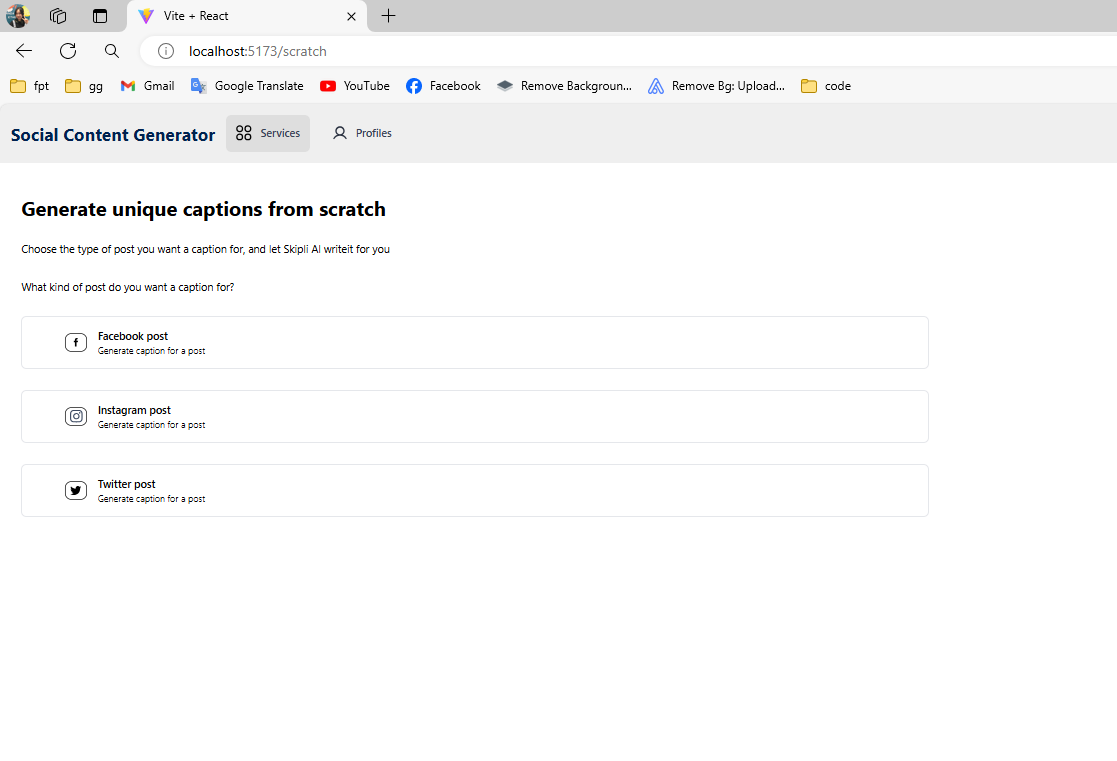 Vite + React
localhost:5173/scratch
fpt gg Gmail Google Translate YouTube Facebook Remove Backgroun... Remove Bg: Upload... code
Social Content Generator Services Profiles
Generate unique captions from scratch
Choose the type of post you want a caption for, and let Skipli AI writeit for you
What kind of post do you want a caption for?
Facebook post
Generate caption for a post
Instagram post
Generate caption for a post
Twitter post
Generate caption for a post